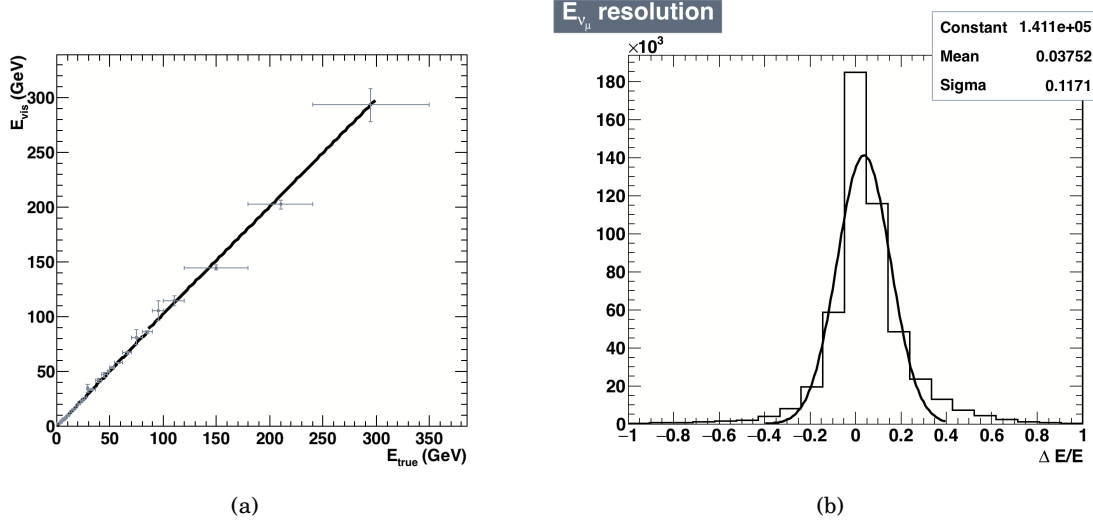 E_vis (GeV)
300
250
200
150
100
50
0
0 50 100 150 200 250 300 350
E_true (GeV)
(a)
E_νμ resolution
Constant 1.411e+05
Mean 0.03752
Sigma 0.1171
×10³
180
160
140
120
100
80
60
40
20
0
−1 −0.8 −0.6 −0.4 −0.2 0 0.2 0.4 0.6 0.8 1
Δ E/E
(b)